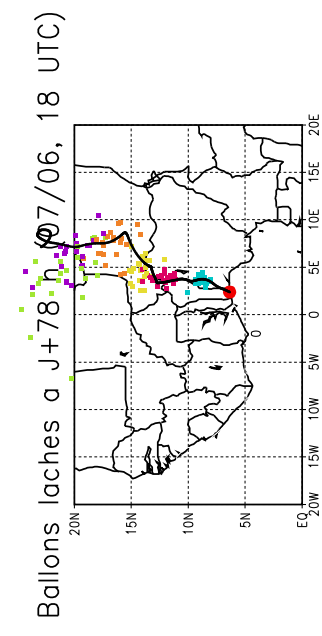 Ballons laches a J+78 h (07/06, 18 UTC)
20N
15N
10N
5N
EQ
20W
15W
10W
5W
0
5E
10E
15E
20E
0